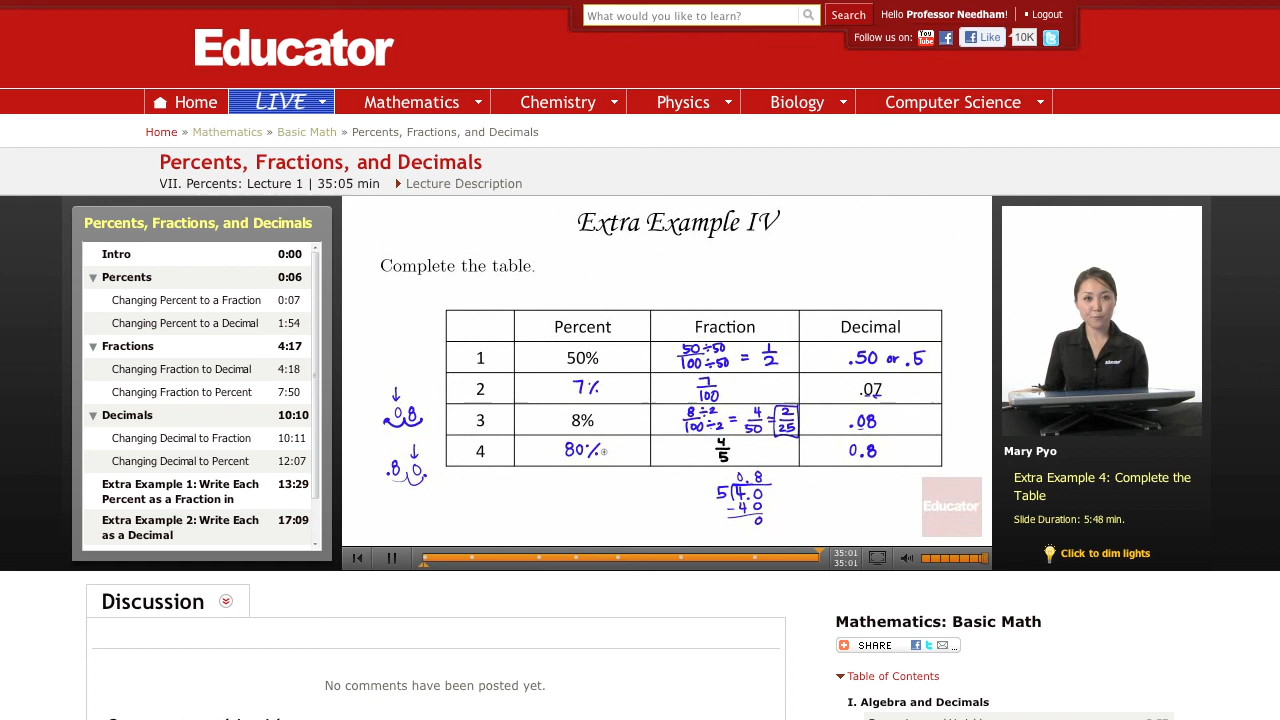 What would you like to learn?
Search
Hello Professor Needham!
Logout
Educator
Follow us on:
You Tube
Like
10K
Home
LIVE
Mathematics
Chemistry
Physics
Biology
Computer Science
Home » Mathematics » Basic Math » Percents, Fractions, and Decimals
Percents, Fractions, and Decimals
VII. Percents: Lecture 1 | 35:05 min
Lecture Description
Percents, Fractions, and Decimals
Intro 0:00
Percents 0:06
Changing Percent to a Fraction 0:07
Changing Percent to a Decimal 1:54
Fractions 4:17
Changing Fraction to Decimal 4:18
Changing Fraction to Percent 7:50
Decimals 10:10
Changing Decimal to Fraction 10:11
Changing Decimal to Percent 12:07
Extra Example 1: Write Each 13:29
Percent as a Fraction in
Extra Example 2: Write Each 17:09
as a Decimal
Extra Example IV
Complete the table.
Percent Fraction Decimal
1 50% 50÷50/100÷50 = 1/2 .50 or .5
2 7% 7/100 .07
3 8% 8÷2/100÷2 = 4/50 = 2/25 .08
4 80% 4/5 0.8
08
.80.
0.8
5 4.0
-40
0
Educator
35:01
35:01
educator
Mary Pyo
Extra Example 4: Complete the
Table
Slide Duration: 5:48 min.
Click to dim lights
Discussion
No comments have been posted yet.
Mathematics: Basic Math
SHARE
...
Table of Contents
I. Algebra and Decimals